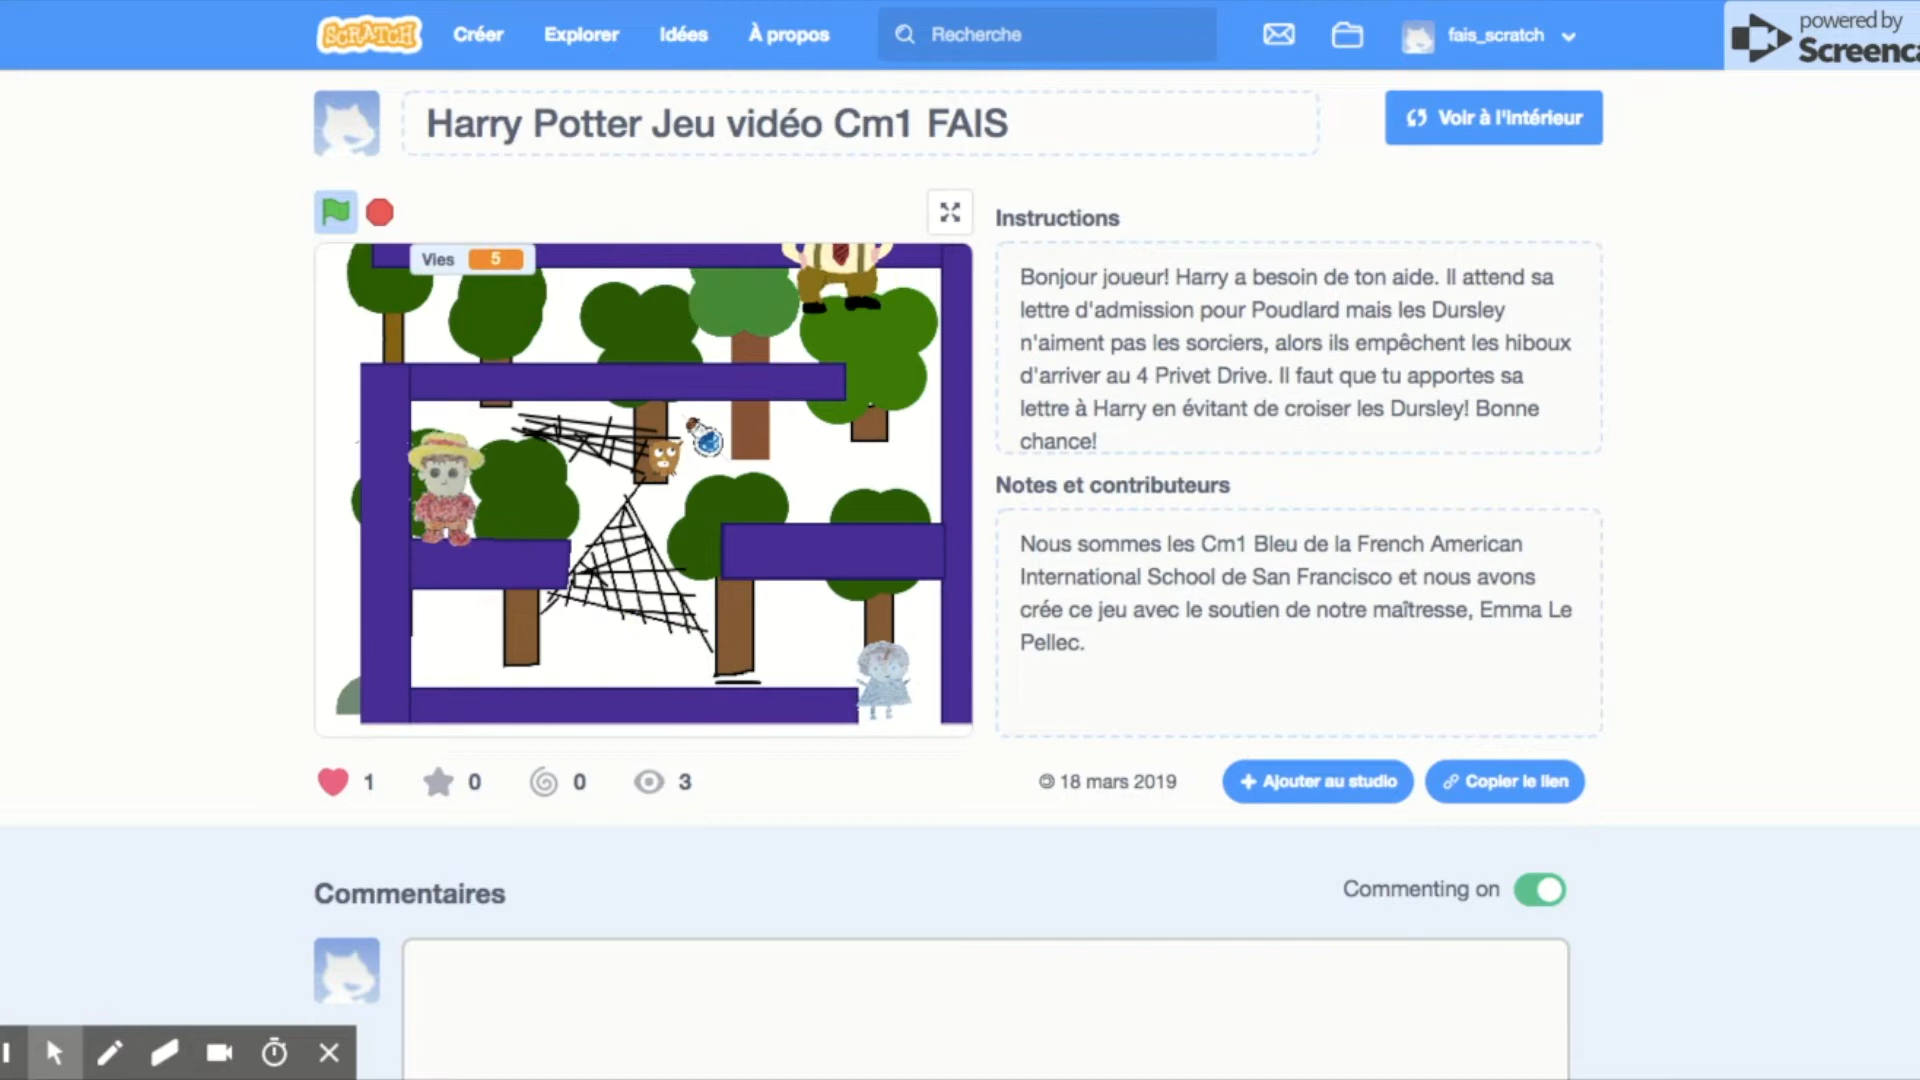 SCRATCH Créer Explorer Idées À propos Recherche fais_scratch
powered by
Screenca
Harry Potter Jeu vidéo Cm1 FAIS
Voir à l'intérieur
Vies 5
Instructions
Bonjour joueur! Harry a besoin de ton aide. Il attend sa
lettre d'admission pour Poudlard mais les Dursley
n'aiment pas les sorciers, alors ils empêchent les hiboux
d'arriver au 4 Privet Drive. Il faut que tu apportes sa
lettre à Harry en évitant de croiser les Dursley! Bonne
chance!
Notes et contributeurs
Nous sommes les Cm1 Bleu de la French American
International School de San Francisco et nous avons
crée ce jeu avec le soutien de notre maîtresse, Emma Le
Pellec.
1 0 0 3
18 mars 2019
Ajouter au studio
Copier le lien
Commentaires
Commenting on